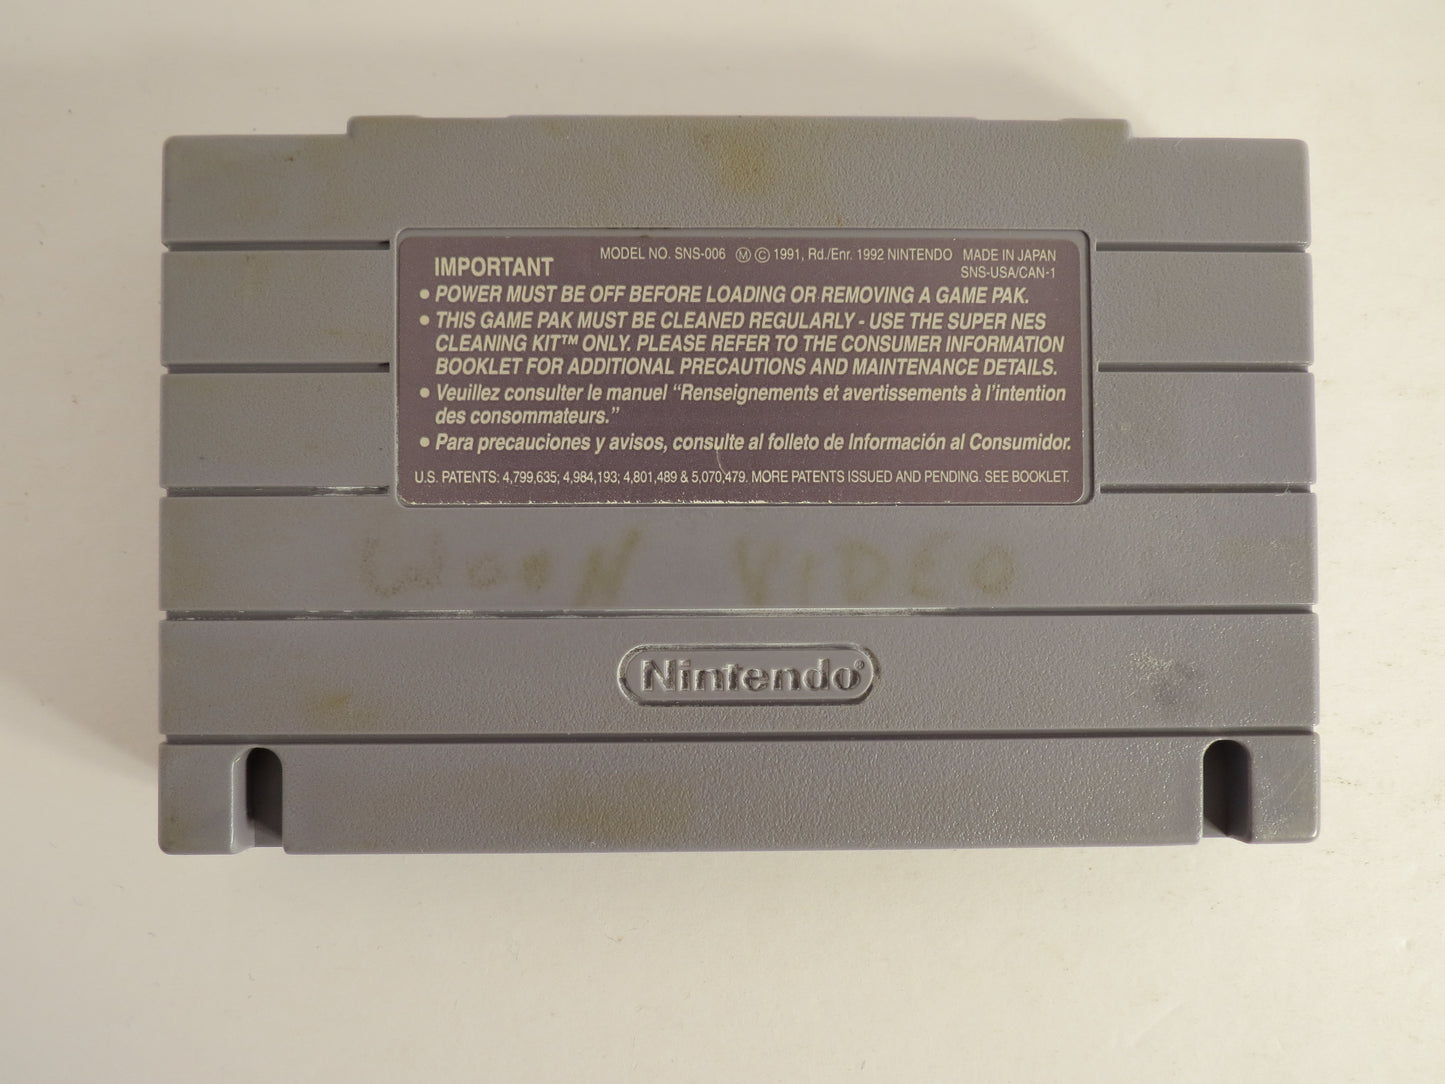 IMPORTANT MODEL NO. SNS-006 Ⓜ © 1991, Rd./Enr. 1992 NINTENDO MADE IN JAPAN
SNS-USA/CAN-1
• POWER MUST BE OFF BEFORE LOADING OR REMOVING A GAME PAK.
• THIS GAME PAK MUST BE CLEANED REGULARLY - USE THE SUPER NES
CLEANING KIT™ ONLY. PLEASE REFER TO THE CONSUMER INFORMATION
BOOKLET FOR ADDITIONAL PRECAUTIONS AND MAINTENANCE DETAILS.
• Veuillez consulter le manuel “Renseignements et avertissements à l’intention
des consommateurs.”
• Para precauciones y avisos, consulte al folleto de Información al Consumidor.
U.S. PATENTS: 4,799,635; 4,984,193; 4,801,489 & 5,070,479. MORE PATENTS ISSUED AND PENDING. SEE BOOKLET.
VIDEO
Nintendo®